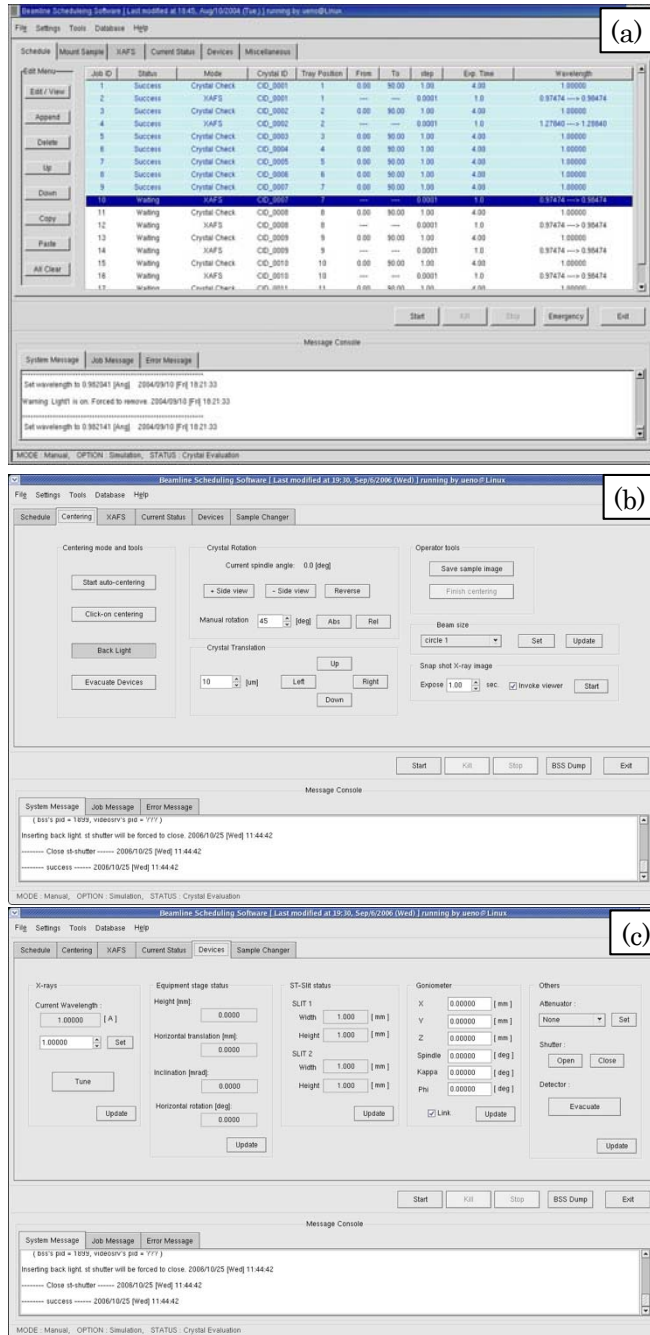 Beamline Scheduling Software [ Last modified at 18:45, Aug/10/2004 (Tue.) ] running by ueno@Linux
(a)
File Settings Tools Database Help
Schedule Mount Sample XAFS Current Status Devices Miscellaneous
Edit Menu
Job ID Status Mode Crystal ID Tray Position From To step Exp. Time Wavelength
1 Success Crystal Check CID_0001 1 0.00 90.00 1.00 4.00 1.00000
2 Success XAFS CID_0001 1 ---- ---- 0.0001 1.0 0.97474 ---> 0.98474
3 Success Crystal Check CID_0002 2 0.00 90.00 1.00 4.00 1.00000
4 Success XAFS CID_0002 2 ---- ---- 0.0001 1.0 1.27840 ---> 1.28840
5 Success Crystal Check CID_0003 3 0.00 90.00 1.00 4.00 1.00000
6 Success Crystal Check CID_0004 4 0.00 90.00 1.00 4.00 1.00000
7 Success Crystal Check CID_0005 5 0.00 90.00 1.00 4.00 1.00000
8 Success Crystal Check CID_0006 6 0.00 90.00 1.00 4.00 1.00000
9 Success Crystal Check CID_0007 7 0.00 90.00 1.00 4.00 1.00000
10 Waiting XAFS CID_0007 7 ---- ---- 0.0001 1.0 0.97474 ---> 0.98474
11 Waiting Crystal Check CID_0008 8 0.00 90.00 1.00 4.00 1.00000
12 Waiting XAFS CID_0008 8 ---- ---- 0.0001 1.0 0.97474 ---> 0.98474
13 Waiting Crystal Check CID_0009 9 0.00 90.00 1.00 4.00 1.00000
14 Waiting XAFS CID_0009 9 ---- ---- 0.0001 1.0 0.97474 ---> 0.98474
15 Waiting Crystal Check CID_0010 10 0.00 90.00 1.00 4.00 1.00000
16 Waiting XAFS CID_0010 10 ---- ---- 0.0001 1.0 0.97474 ---> 0.98474
17 Waiting Crystal Check CID_0011 11 0.00 90.00 1.00 4.00 1.00000
Edit / View
Append
Delete
Up
Down
Copy
Paste
All Clear
Start Kill Stop Emergency Exit
Message Console
System Message Job Message Error Message
Set wavelength to 0.982041 [Ang] 2004/09/10 [Fri] 18:21:33
Warning: Light1 is on. Forced to remove. 2004/09/10 [Fri] 18:21:33
Set wavelength to 0.982141 [Ang] 2004/09/10 [Fri] 18:21:33
MODE : Manual, OPTION : Simulation, STATUS : Crystal Evaluation
Beamline Scheduling Software [ Last modified at 19:30, Sep/6/2006 (Wed) ] running by ueno@Linux
(b)
File Settings Tools Database Help
Schedule Centering XAFS Current Status Devices Sample Changer
Centering mode and tools
Start auto-centering
Click-on centering
Back Light
Evacuate Devices
Crystal Rotation
Current spindle angle: 0.0 [deg]
+ Side view - Side view Reverse
Manual rotation 45 [deg] Abs Rel
Crystal Translation
Up
10 [um] Left Right
Down
Operator tools
Save sample image
Finish centering
Beam size
circle 1 Set Update
Snap shot X-ray image
Expose 1.00 sec. Invoke viewer Start
Start Kill Stop BSS Dump Exit
Message Console
System Message Job Message Error Message
( bss's pid = 1899, videosrv's pid = ??? )
Inserting back light. st shutter will be forced to close. 2006/10/25 [Wed] 11:44:42
-------- Close st-shutter ------ 2006/10/25 [Wed] 11:44:42
-------- success ------ 2006/10/25 [Wed] 11:44:42
MODE : Manual, OPTION : Simulation, STATUS : Crystal Evaluation
Beamline Scheduling Software [ Last modified at 19:30, Sep/6/2006 (Wed) ] running by ueno@Linux
(c)
File Settings Tools Database Help
Schedule Centering XAFS Current Status Devices Sample Changer
X-rays
Current Wavelength :
1.00000 [ A ]
1.00000 Set
Tune
Update
Equipment stage status
Height [mm]:
0.0000
Horizontal translation [mm]:
0.0000
Inclination [mrad]:
0.0000
Horizontal rotation [deg]:
0.0000
Update
ST-Slit status
SLIT 1
Width 1.000 [ mm ]
Height 1.000 [ mm ]
SLIT 2
Width 1.000 [ mm ]
Height 1.000 [ mm ]
Update
Goniometer
X 0.00000 [ mm ]
Y 0.00000 [ mm ]
Z 0.00000 [ mm ]
Spindle 0.00000 [ deg ]
Kappa 0.00000 [ deg ]
Phi 0.00000 [ deg ]
Link Update
Others
Attenuator :
None Set
Shutter :
Open Close
Detector :
Evacuate
Update
Start Kill Stop BSS Dump Exit
Message Console
System Message Job Message Error Message
( bss's pid = 1899, videosrv's pid = ??? )
Inserting back light. st shutter will be forced to close. 2006/10/25 [Wed] 11:44:42
-------- Close st-shutter ------ 2006/10/25 [Wed] 11:44:42
-------- success ------ 2006/10/25 [Wed] 11:44:42
MODE : Manual, OPTION : Simulation, STATUS : Crystal Evaluation